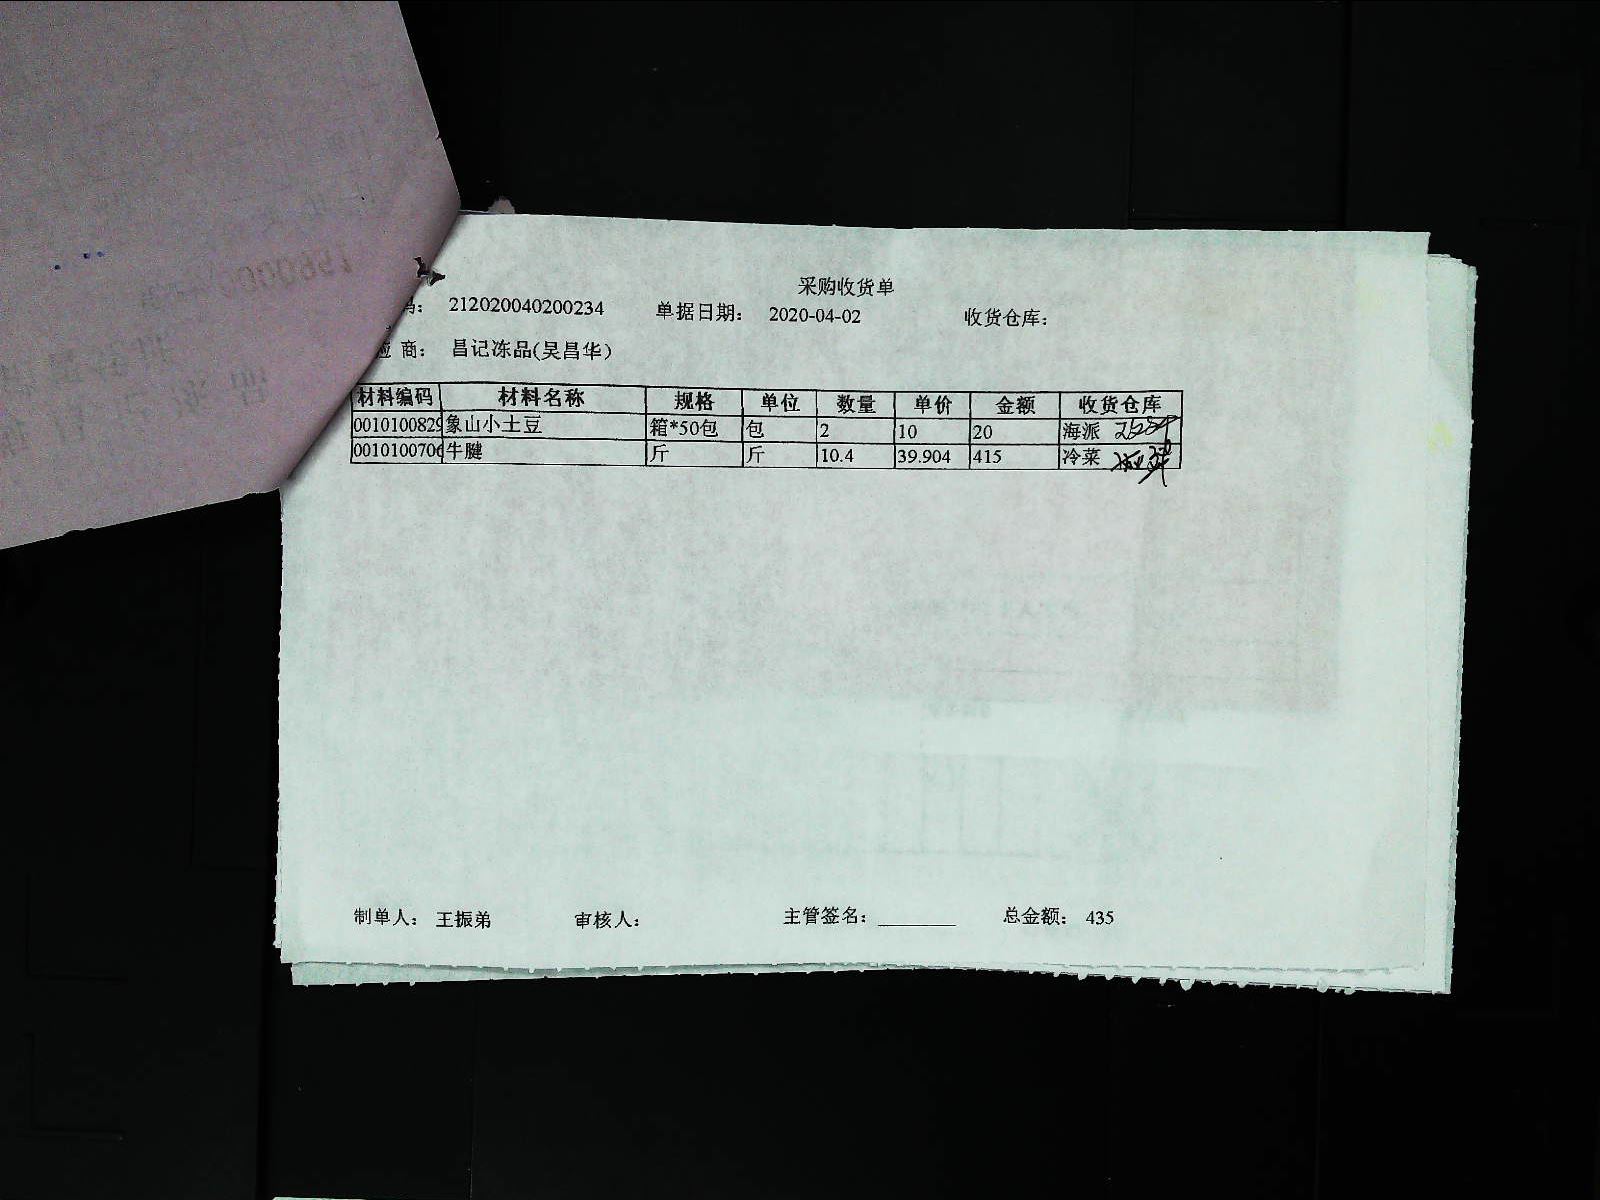 采购收货单
码： 212020040200234 单据日期： 2020-04-02 收货仓库：
应 商： 昌记冻品(吴昌华)
材料编码 材料名称 规格 单位 数量 单价 金额 收货仓库
0010100829 象山小土豆 箱*50包 包 2 10 20 海派
0010100706 牛腱 斤 斤 10.4 39.904 415 冷菜
制单人： 王振弟 审核人： 主管签名：________ 总金额： 435